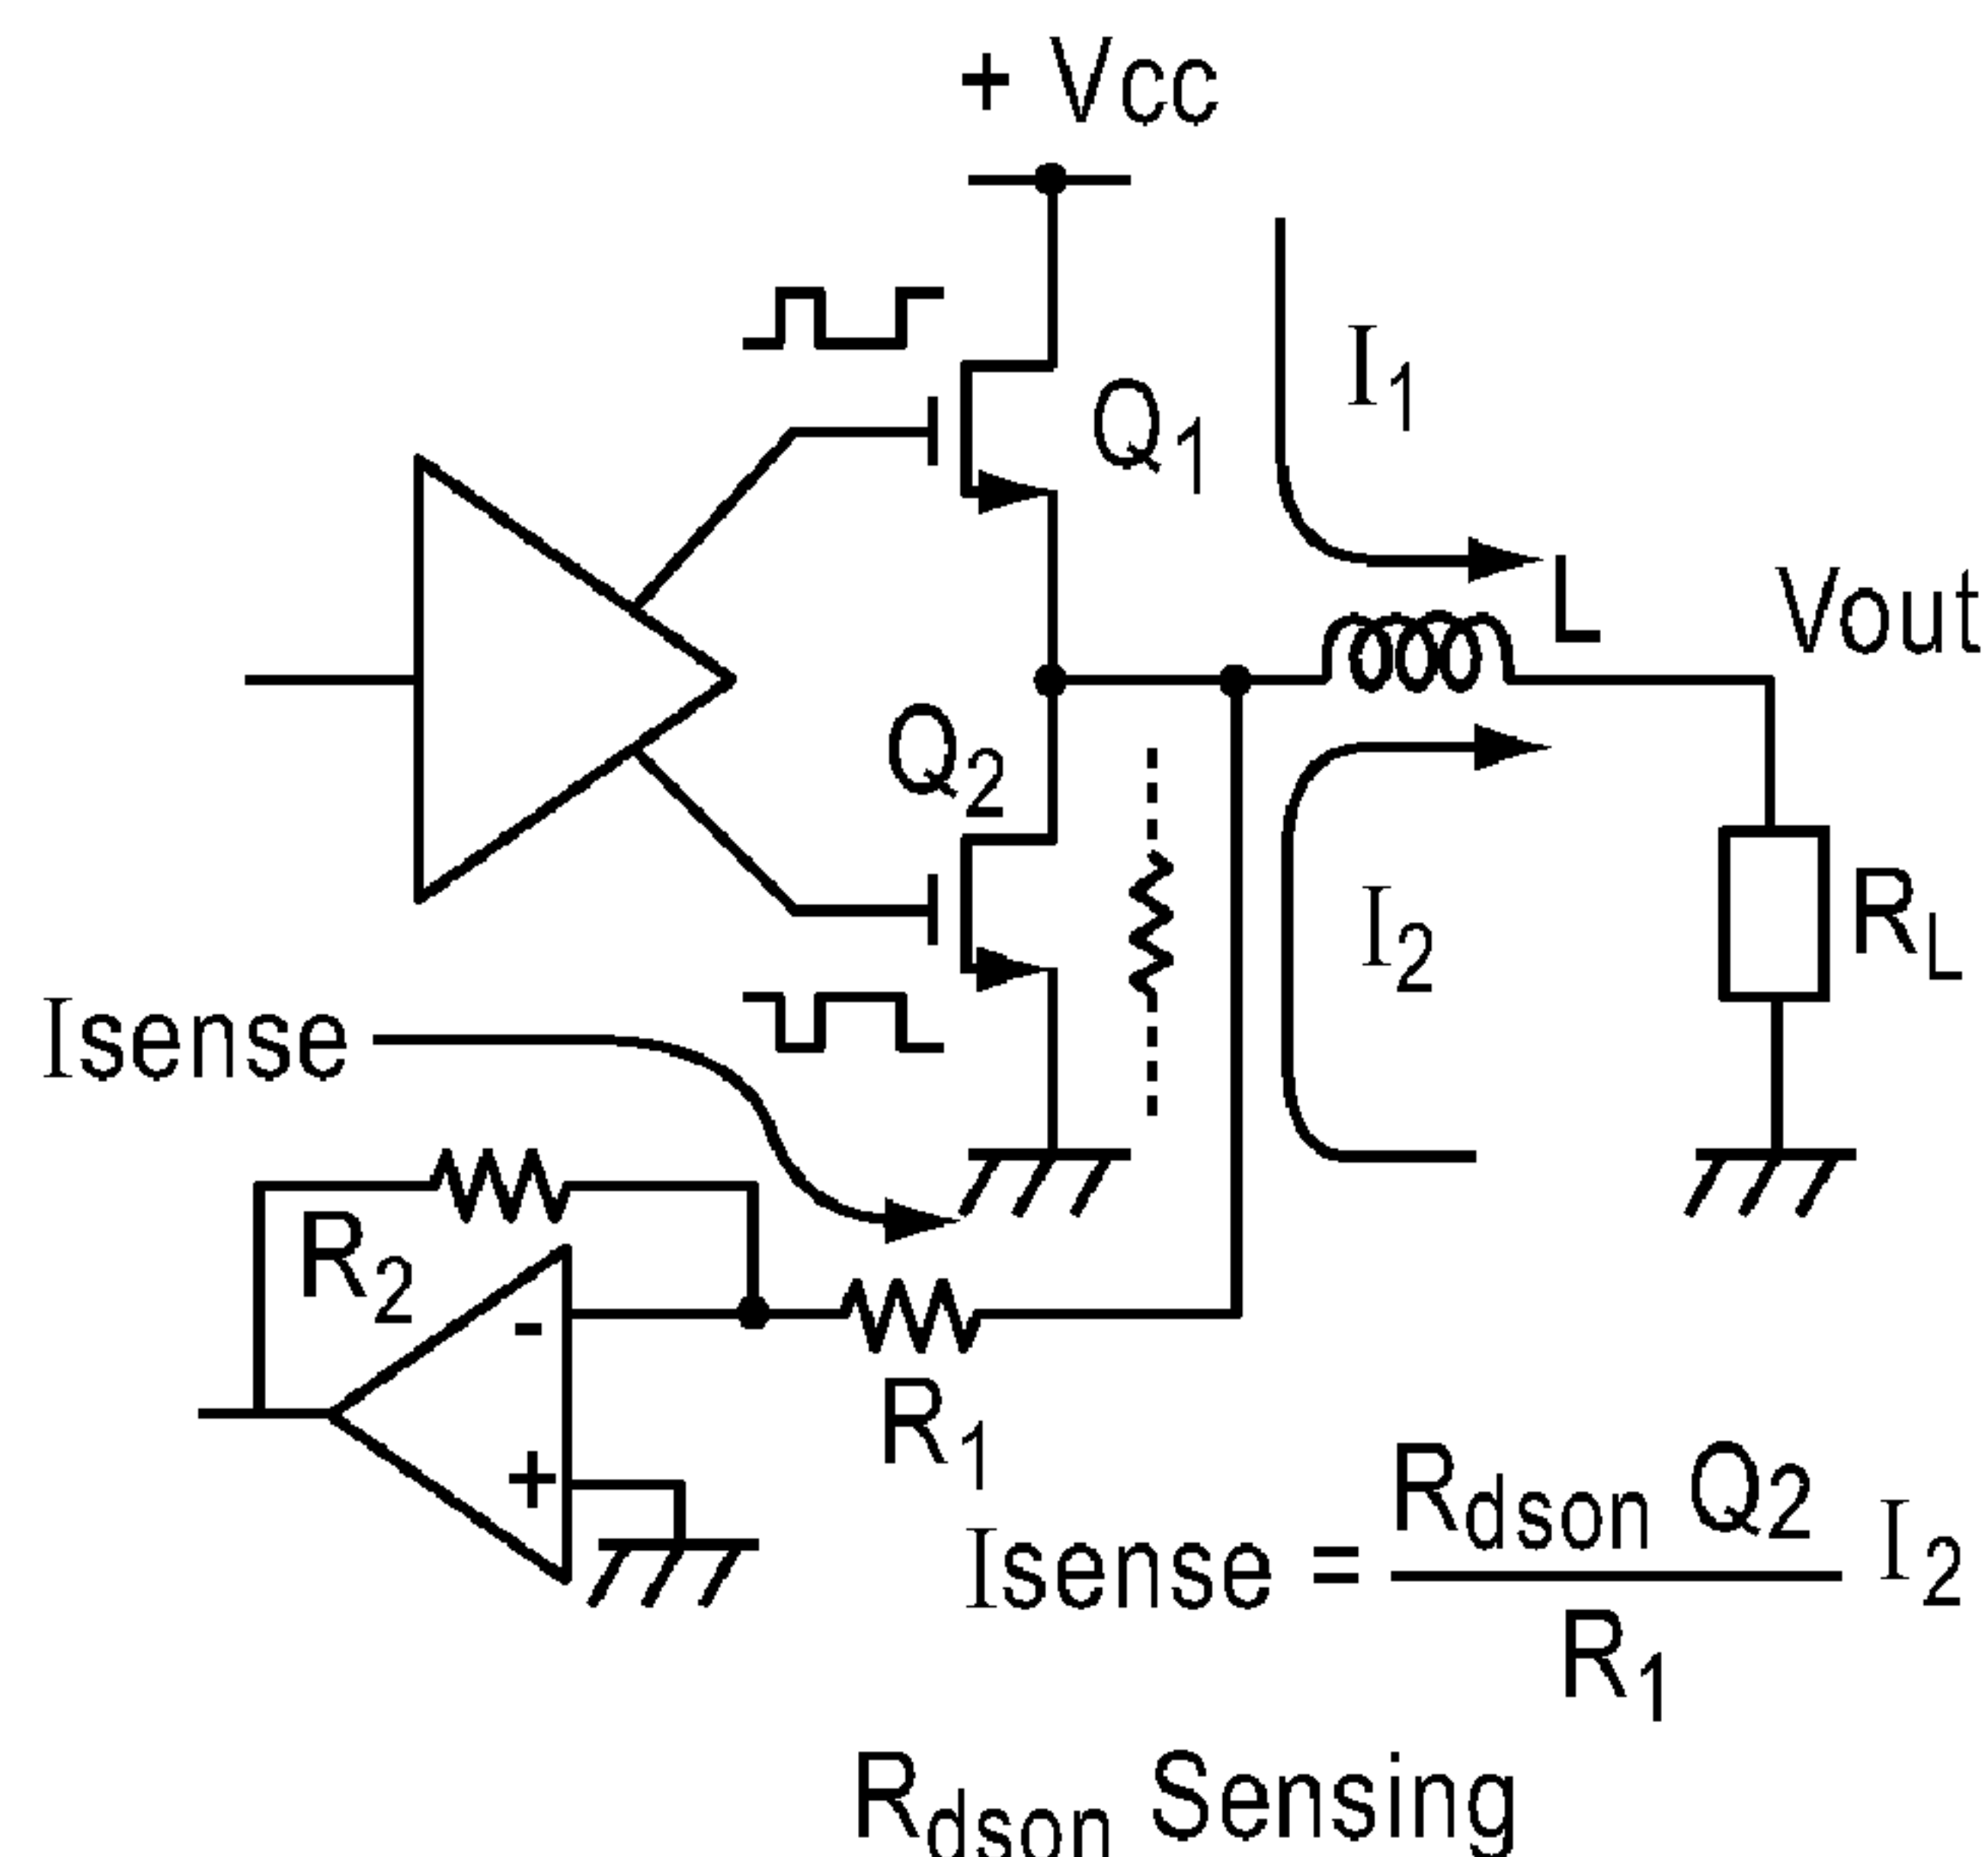 + Vcc
I1
Q1
L
Vout
Q2
I2
RL
Isense
R2
-
+
R1
Isense = Rdson Q2 / R1 I2
Rdson Sensing